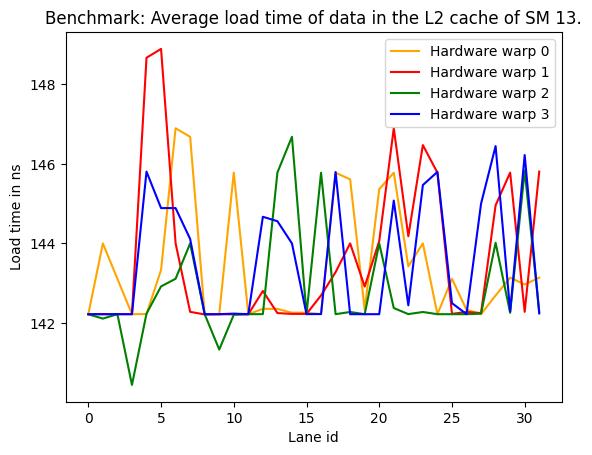 Benchmark: Average load time of data in the L2 cache of SM 13.
Hardware warp 0
Hardware warp 1
Hardware warp 2
Hardware warp 3
Load time in ns
148
146
144
142
0 5 10 15 20 25 30
Lane id